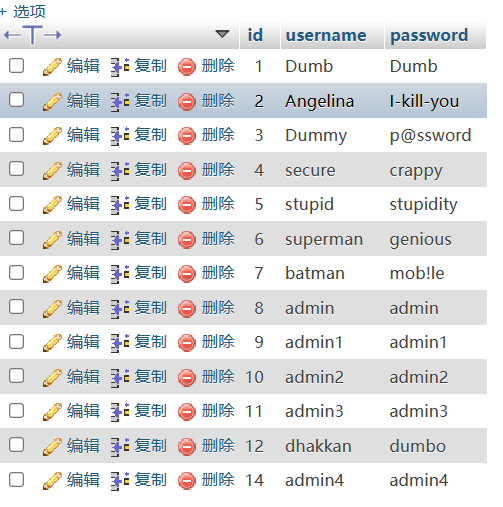 + 选项
←T→ id username password
编辑 复制 删除 1 Dumb Dumb
编辑 复制 删除 2 Angelina I-kill-you
编辑 复制 删除 3 Dummy p@ssword
编辑 复制 删除 4 secure crappy
编辑 复制 删除 5 stupid stupidity
编辑 复制 删除 6 superman genious
编辑 复制 删除 7 batman mob!le
编辑 复制 删除 8 admin admin
编辑 复制 删除 9 admin1 admin1
编辑 复制 删除 10 admin2 admin2
编辑 复制 删除 11 admin3 admin3
编辑 复制 删除 12 dhakkan dumbo
编辑 复制 删除 14 admin4 admin4